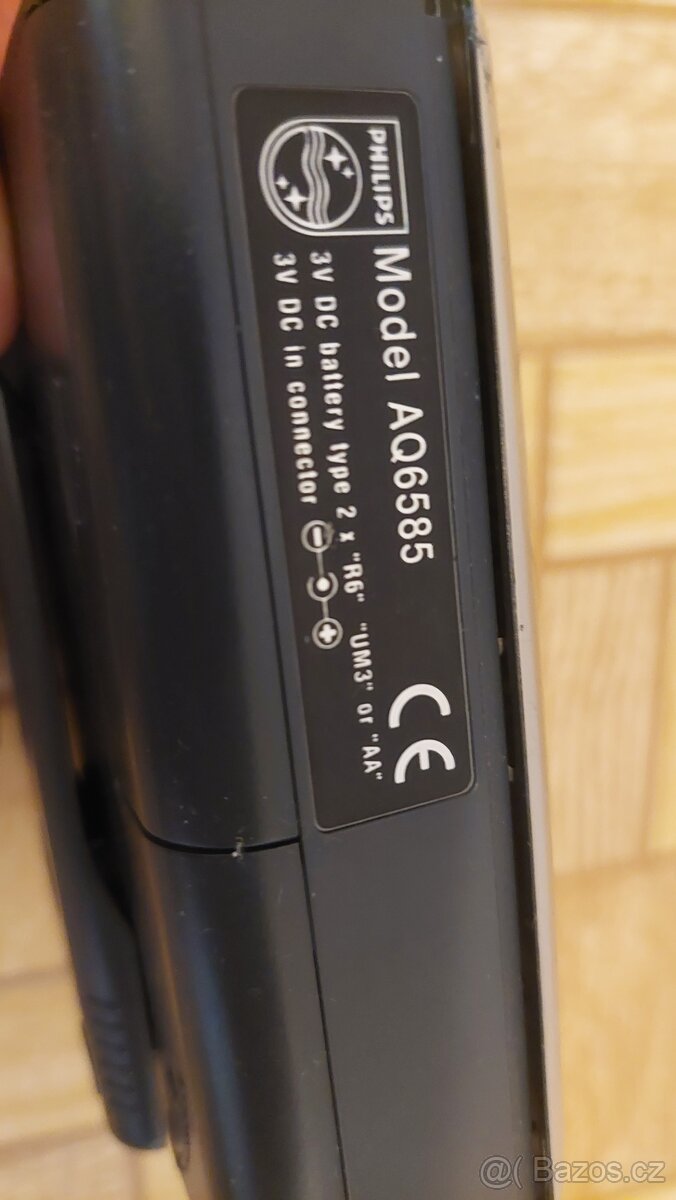 PHILIPS
Model AQ6585
3V DC battery type 2 x "R6" "UM3" or "AA"
3V DC in connector
CE
@( Bazos.cz